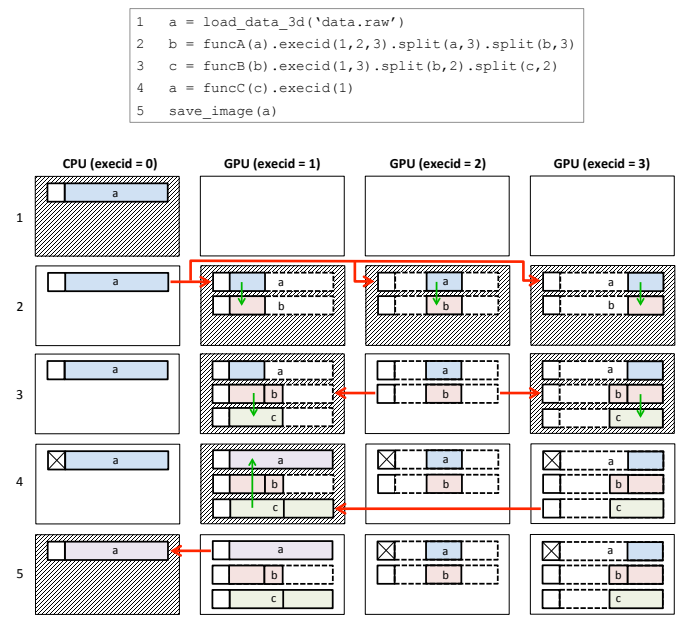 1 a = load_data_3d(‘data.raw’)
2 b = funcA(a).execid(1,2,3).split(a,3).split(b,3)
3 c = funcB(b).execid(1,3).split(b,2).split(c,2)
4 a = funcC(c).execid(1)
5 save_image(a)
CPU (execid = 0) GPU (execid = 1) GPU (execid = 2) GPU (execid = 3)
1 a
2 a a a a
b b b
3 a a a a
b b b
c c
4 a a a a
b b b
c c
5 a a a a
b b b
c c